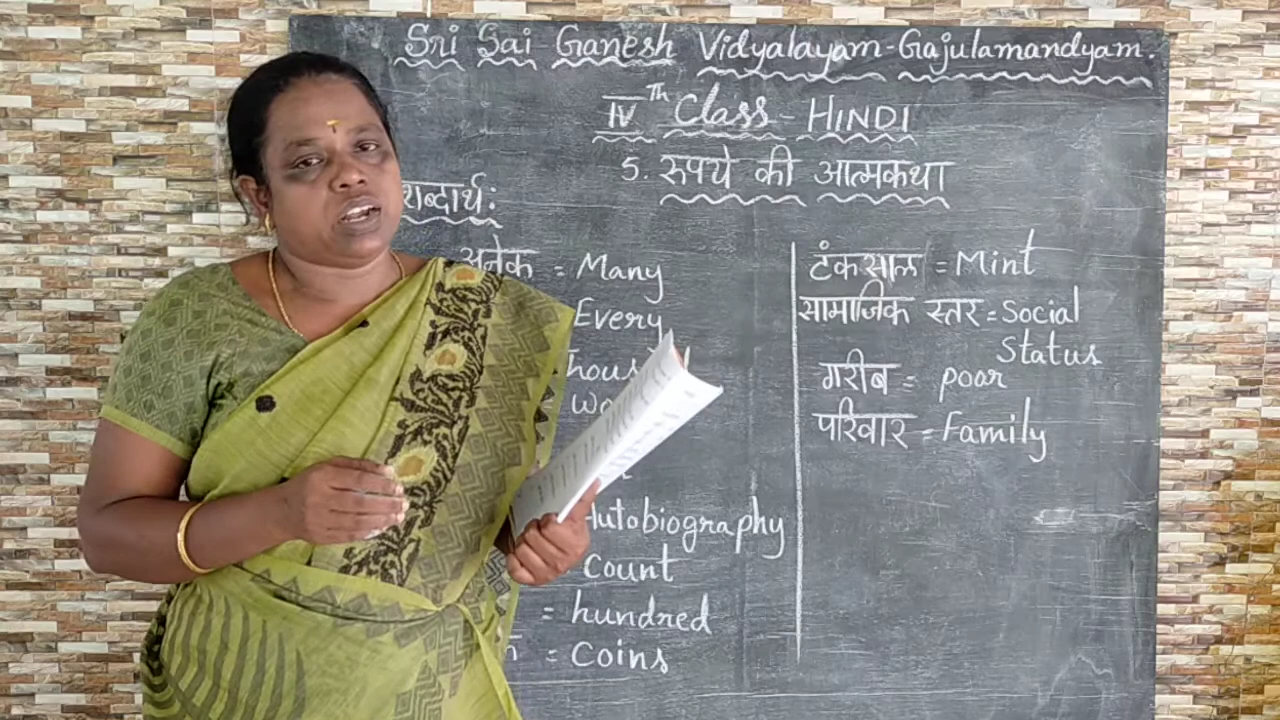 Sri Sai Ganesh Vidyalayam-Gajulamandyam.
IVTh Class - HINDI
5. रूपये की आत्मकथा
शब्दार्थ:
अनेक = Many
Every
Autobiography
Count
= hundred
= Coins
टंकसाल = Mint
सामाजिक स्तर = Social
Status
गरीब = poor
परिवार = Family